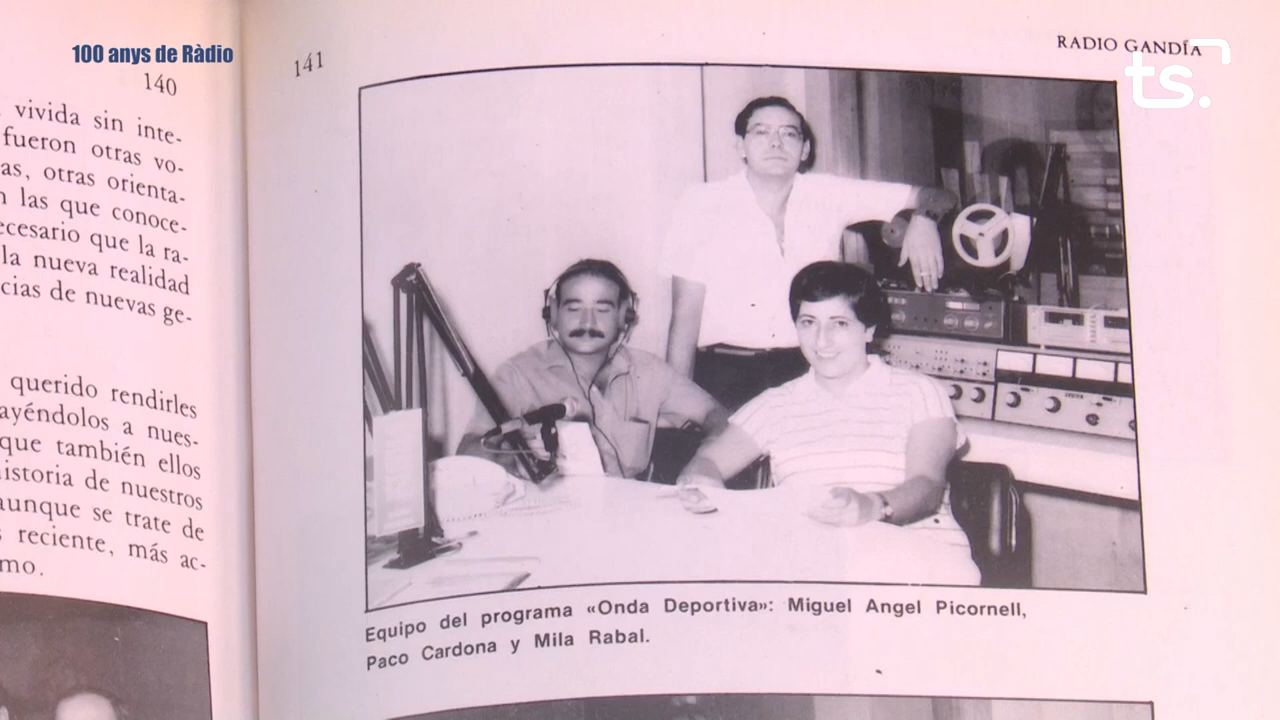 100 anys de Ràdio
140
vivida sin inte-
fueron otras vo-
as, otras orienta-
las que conoce-
ecesario que la ra-
la nueva realidad
cias de nuevas ge-
querido rendirles
ayéndolos a nues-
que también ellos
istoria de nuestros
aunque se trate de
reciente, más ac-
mo.
141
RADIO GANDÍA
ts.
Equipo del programa «Onda Deportiva»: Miguel Angel Picornell,
Paco Cardona y Mila Rabal.